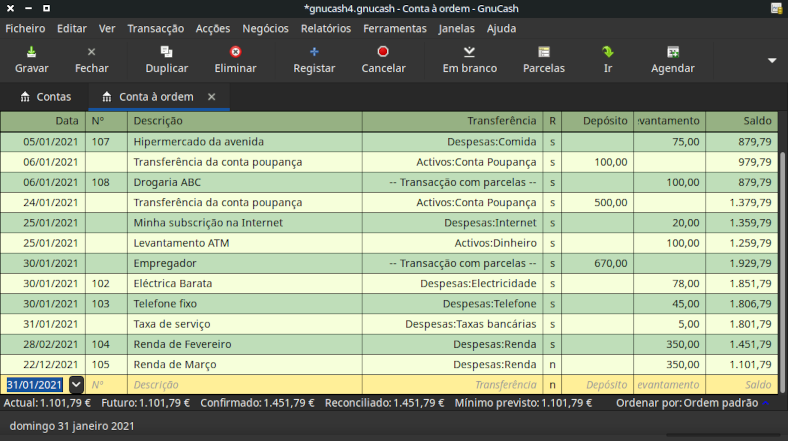 *gnucash4.gnucash - Conta à ordem - GnuCash
Ficheiro Editar Ver Transacção Acções Negócios Relatórios Ferramentas Janelas Ajuda
Gravar Fechar Duplicar Eliminar Registar Cancelar Em branco Parcelas Ir Agendar
Contas Conta à ordem
Data Nº Descrição Transferência R Depósito evantamento Saldo
05/01/2021 107 Hipermercado da avenida Despesas:Comida s 75,00 879,79
06/01/2021 Transferência da conta poupança Activos:Conta Poupança s 100,00 979,79
06/01/2021 108 Drogaria ABC -- Transacção com parcelas -- s 100,00 879,79
24/01/2021 Transferência da conta poupança Activos:Conta Poupança s 500,00 1.379,79
25/01/2021 Minha subscrição na Internet Despesas:Internet s 20,00 1.359,79
25/01/2021 Levantamento ATM Activos:Dinheiro s 100,00 1.259,79
30/01/2021 Empregador -- Transacção com parcelas -- s 670,00 1.929,79
30/01/2021 102 Eléctrica Barata Despesas:Electricidade s 78,00 1.851,79
30/01/2021 103 Telefone fixo Despesas:Telefone s 45,00 1.806,79
31/01/2021 Taxa de serviço Despesas:Taxas bancárias s 5,00 1.801,79
28/02/2021 104 Renda de Fevereiro Despesas:Renda s 350,00 1.451,79
22/12/2021 105 Renda de Março Despesas:Renda n 350,00 1.101,79
31/01/2021 Nº Descrição Transferência n Depósito evantamento Saldo
Actual: 1.101,79 € Futuro: 1.101,79 € Confirmado: 1.451,79 € Reconciliado: 1.451,79 € Mínimo previsto: 1.101,79 € Ordenar por: Ordem padrão
domingo 31 janeiro 2021